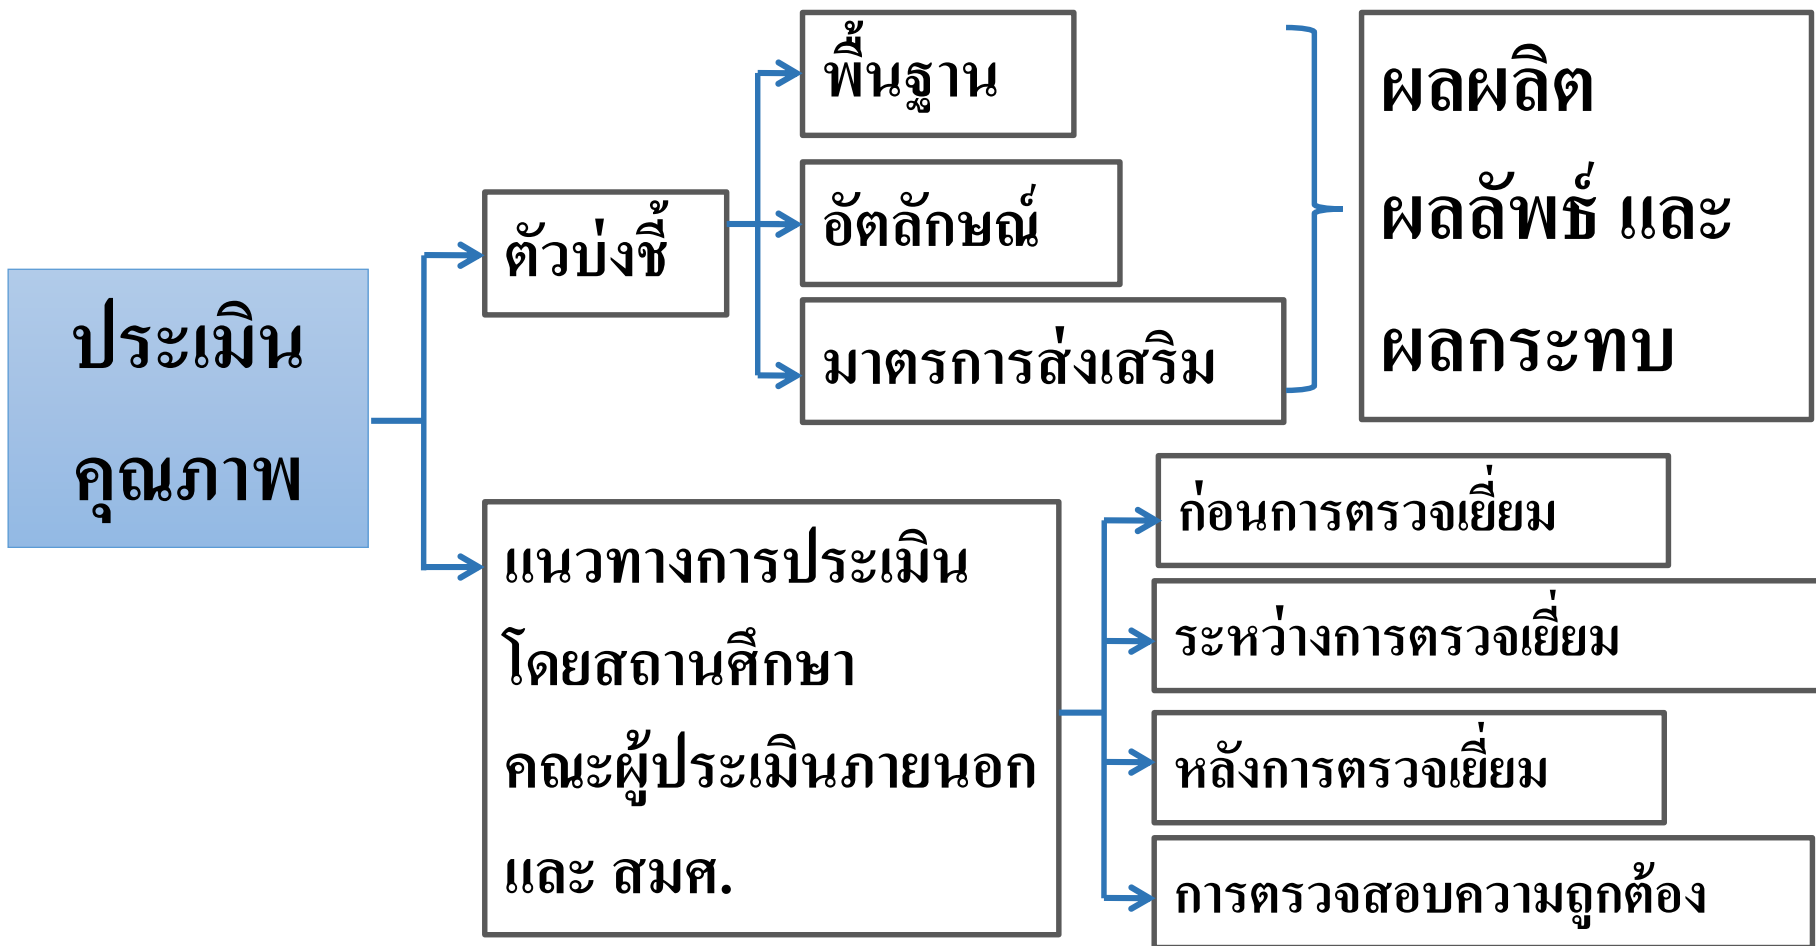 ประเมิน
คุณภาพ
ตัวบ่งชี้
พื้นฐาน
อัตลักษณ์
มาตรการส่งเสริม
ผลผลิต
ผลลัพธ์ และ
ผลกระทบ
แนวทางการประเมิน
โดยสถานศึกษา
คณะผู้ประเมินภายนอก
และ สมศ.
ก่อนการตรวจเยี่ยม
ระหว่างการตรวจเยี่ยม
หลังการตรวจเยี่ยม
การตรวจสอบความถูกต้อง